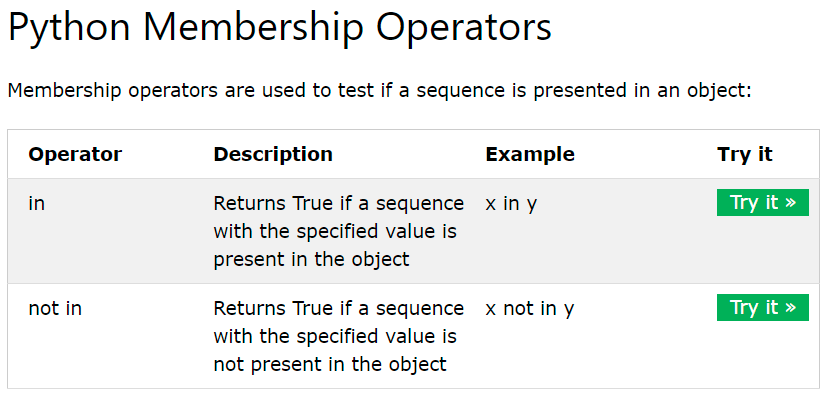 Python Membership Operators
Membership operators are used to test if a sequence is presented in an object:
Operator Description Example Try it
in Returns True if a sequence x in y Try it »
with the specified value is
present in the object
not in Returns True if a sequence x not in y Try it »
with the specified value is
not present in the object